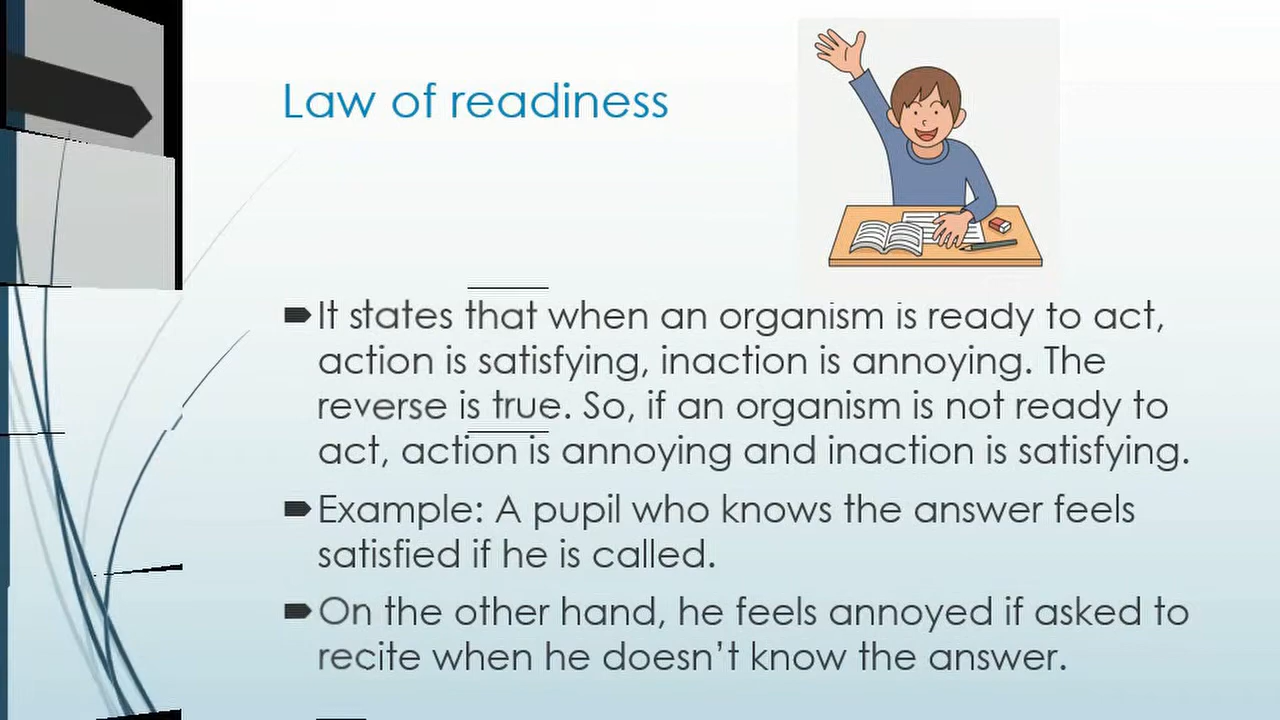 Law of readiness
It states that when an organism is ready to act,
action is satisfying, inaction is annoying. The
reverse is true. So, if an organism is not ready to
act, action is annoying and inaction is satisfying.
Example: A pupil who knows the answer feels
satisfied if he is called.
On the other hand, he feels annoyed if asked to
recite when he doesn’t know the answer.